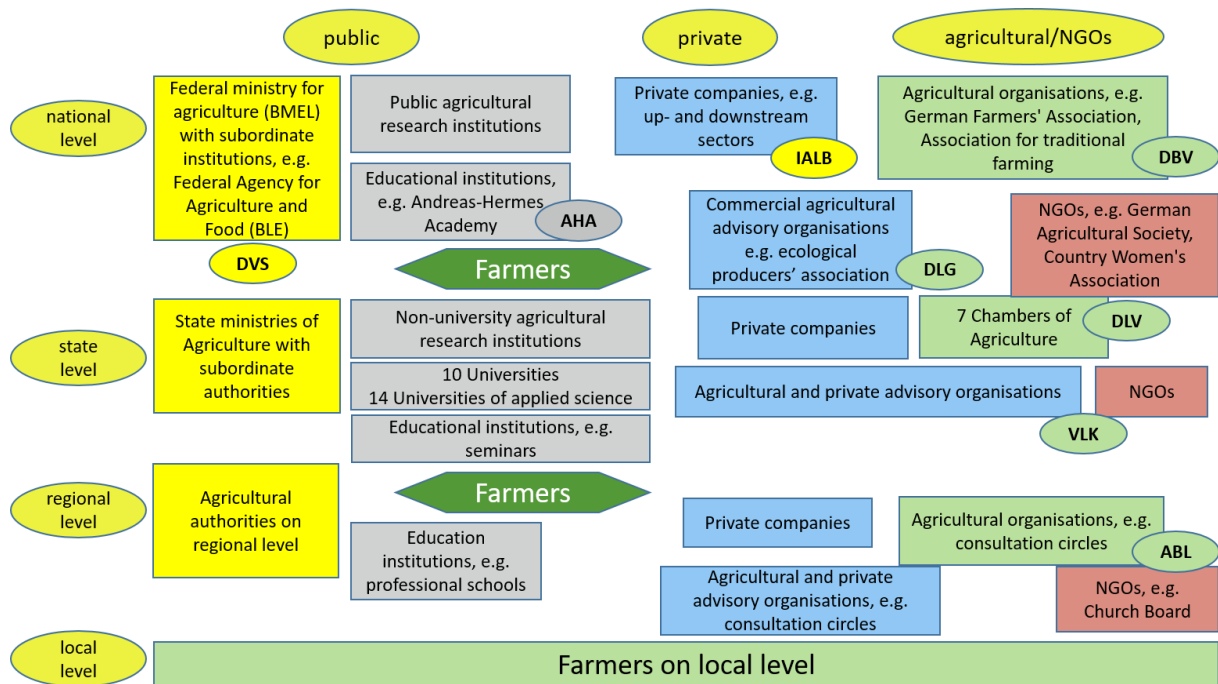 public
private
agricultural/NGOs
national
level
Federal ministry for
agriculture (BMEL)
with subordinate
institutions, e.g.
Federal Agency for
Agriculture and
Food (BLE)
DVS
Public agricultural
research institutions
Educational institutions,
e.g. Andreas-Hermes
Academy
AHA
Private companies, e.g.
up- and downstream
sectors
IALB
Agricultural organisations, e.g.
German Farmers' Association,
Association for traditional
farming
DBV
Commercial agricultural
advisory organisations
e.g. ecological
producers’ association
DLG
NGOs, e.g. German
Agricultural Society,
Country Women's
Association
Farmers
state
level
State ministries of
Agriculture with
subordinate
authorities
Non-university agricultural
research institutions
10 Universities
14 Universities of applied science
Educational institutions, e.g.
seminars
Private companies
7 Chambers of
Agriculture
DLV
Agricultural and private advisory organisations
NGOs
VLK
Farmers
regional
level
Agricultural
authorities on
regional level
Education
institutions, e.g.
professional schools
Private companies
Agricultural organisations, e.g.
consultation circles
ABL
Agricultural and private
advisory organisations, e.g.
consultation circles
NGOs, e.g.
Church Board
local
level
Farmers on local level